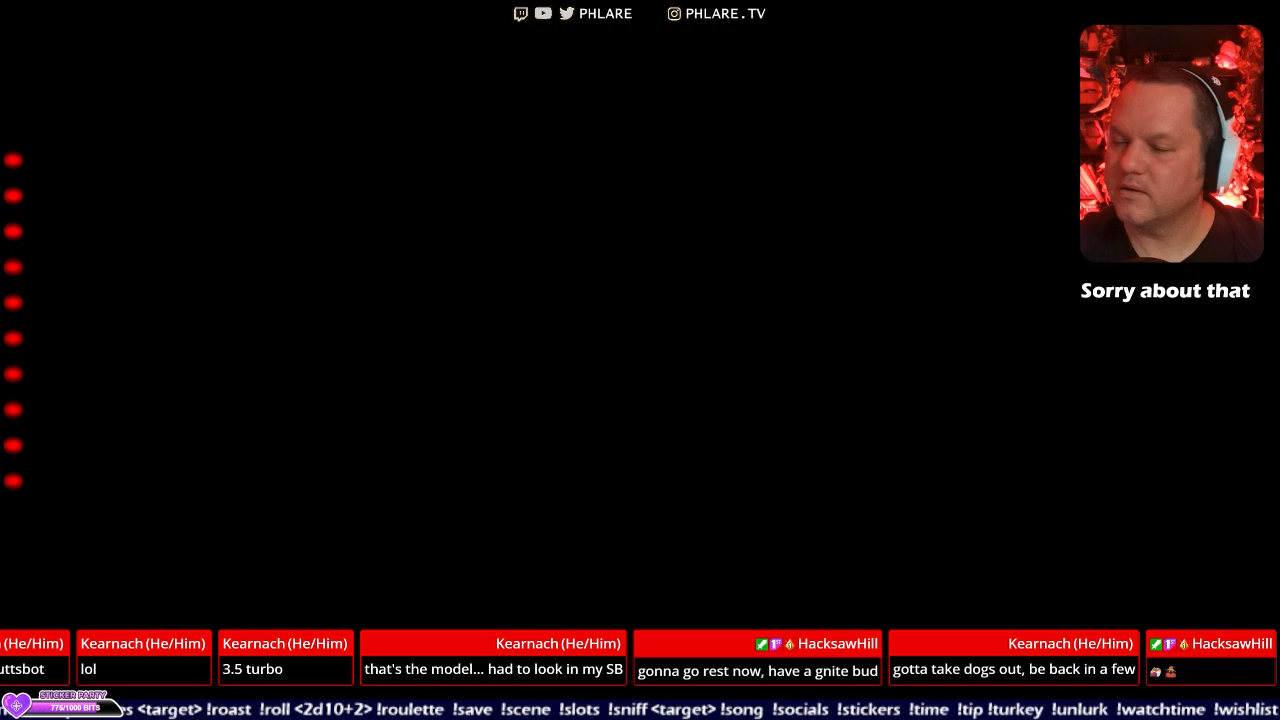 PHLARE PHLARE.TV
Sorry about that
(He/Him)
uttsbot
Kearnach (He/Him)
lol
Kearnach (He/Him)
3.5 turbo
Kearnach (He/Him)
that's the model... had to look in my SB
HacksawHill
gonna go rest now, have a gnite bud
Kearnach (He/Him)
gotta take dogs out, be back in a few
HacksawHill
STICKER PARTY
775/1000 BITS
<target> !roast !roll <2d10+2> !roulette !save !scene !slots !sniff <target> !song !socials !stickers !time !tip !turkey !unlurk !watchtime !wishlist